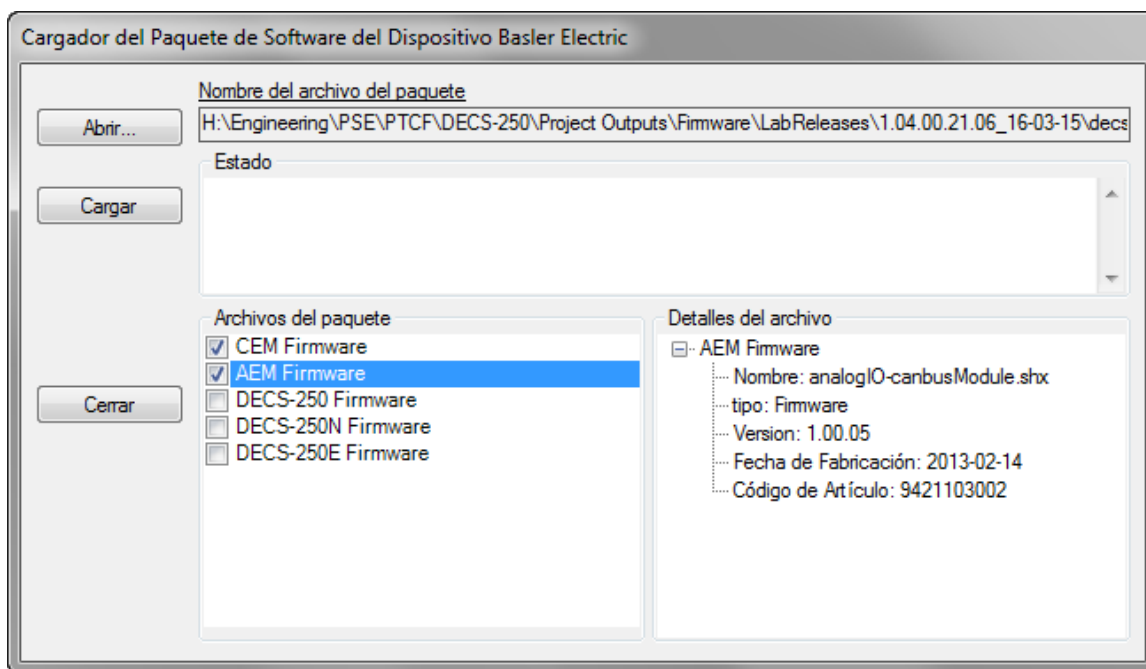 Cargador del Paquete de Software del Dispositivo Basler Electric
Nombre del archivo del paquete
Abrir...
H:\Engineering\PSE\PTCF\DECS-250\Project Outputs\Firmware\LabReleases\1.04.00.21.06_16-03-15\decs
Estado
Cargar
Archivos del paquete
CEM Firmware
AEM Firmware
DECS-250 Firmware
DECS-250N Firmware
DECS-250E Firmware
Cerrar
Detalles del archivo
AEM Firmware
Nombre: analogIO-canbusModule.shx
tipo: Firmware
Version: 1.00.05
Fecha de Fabricación: 2013-02-14
Código de Artículo: 9421103002